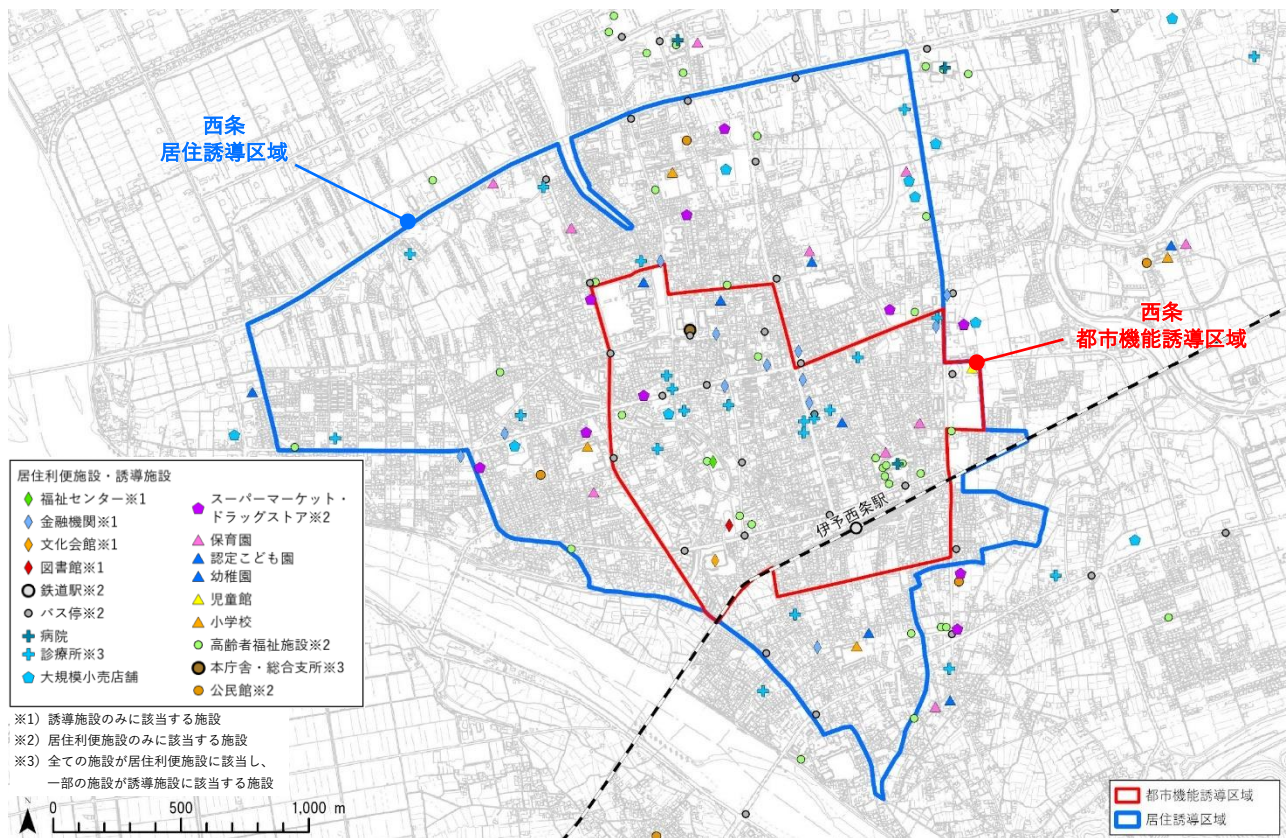 西条
居住誘導区域
西条
都市機能誘導区域
伊予西条駅
居住利便施設・誘導施設
福祉センター※1
金融機関※1
文化会館※1
図書館※1
鉄道駅※2
バス停※2
病院
診療所※3
大規模小売店舗
スーパーマーケット・
ドラッグストア※2
保育園
認定こども園
幼稚園
児童館
小学校
高齢者福祉施設※2
本庁舎・総合支所※3
公民館※2
※1）誘導施設のみに該当する施設
※2）居住利便施設のみに該当する施設
※3）全ての施設が居住利便施設に該当し、
一部の施設が誘導施設に該当する施設
N
0 500 1,000 m
都市機能誘導区域
居住誘導区域